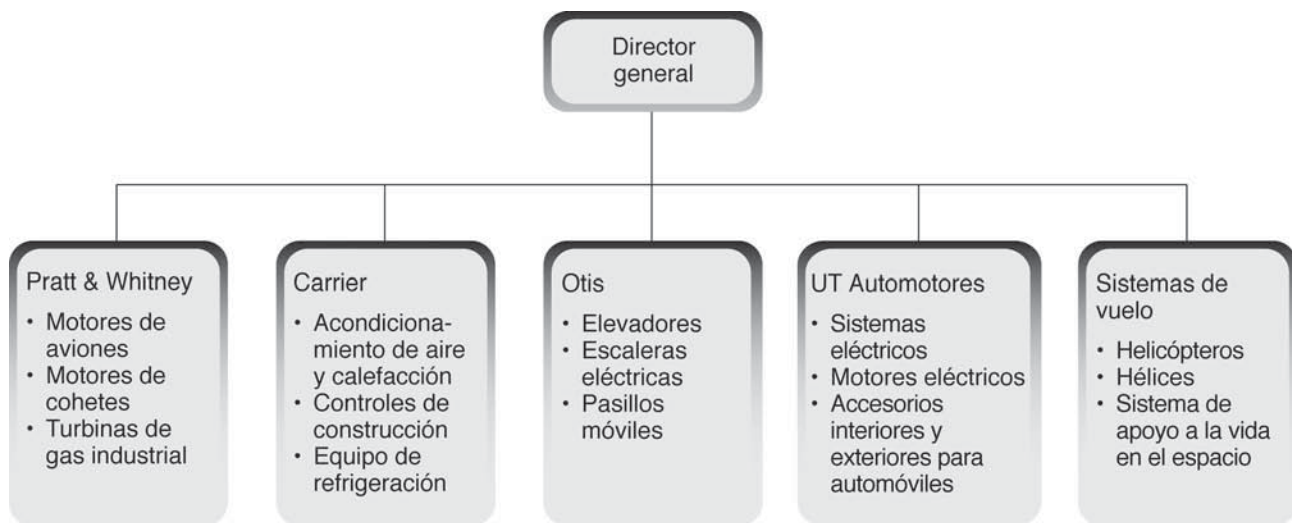 Director
general
Pratt & Whitney
• Motores de
aviones
• Motores de
cohetes
• Turbinas de
gas industrial
Carrier
• Acondiciona-
miento de aire
y calefacción
• Controles de
construcción
• Equipo de
refrigeración
Otis
• Elevadores
• Escaleras
eléctricas
• Pasillos
móviles
UT Automotores
• Sistemas
eléctricos
• Motores eléctricos
• Accesorios
interiores y
exteriores para
automóviles
Sistemas de
vuelo
• Helicópteros
• Hélices
• Sistema de
apoyo a la vida
en el espacio